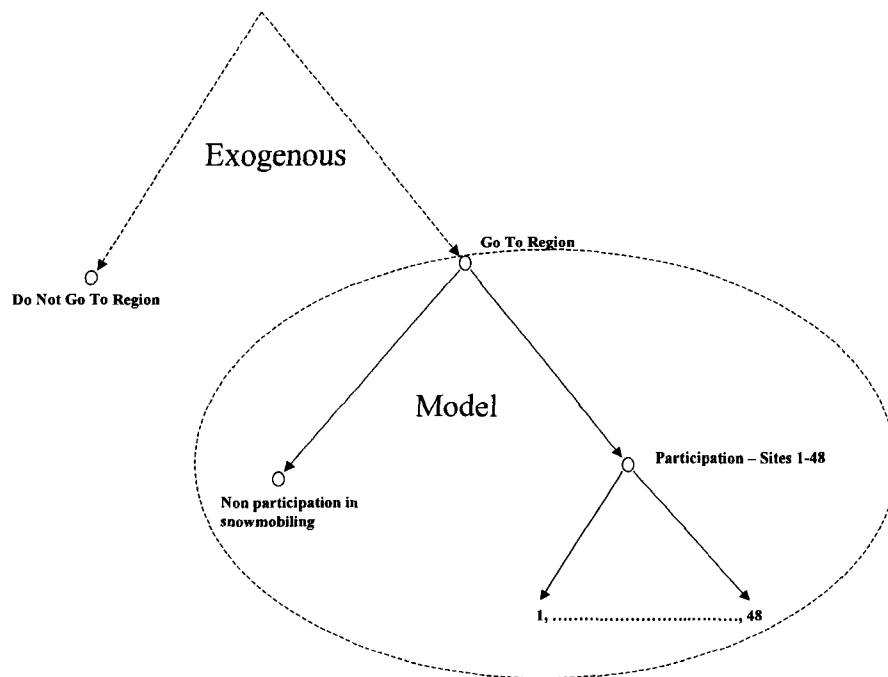 Exogenous
Go To Region
Do Not Go To Region
Model
Participation – Sites 1-48
Non participation in
snowmobiling
1, ..............................., 48